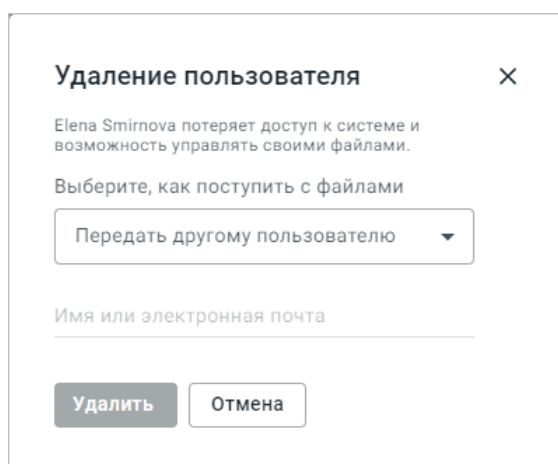 Удаление пользователя
Elena Smirnova потеряет доступ к системе и
возможность управлять своими файлами.
Выберите, как поступить с файлами
Передать другому пользователю
Имя или электронная почта
Удалить Отмена